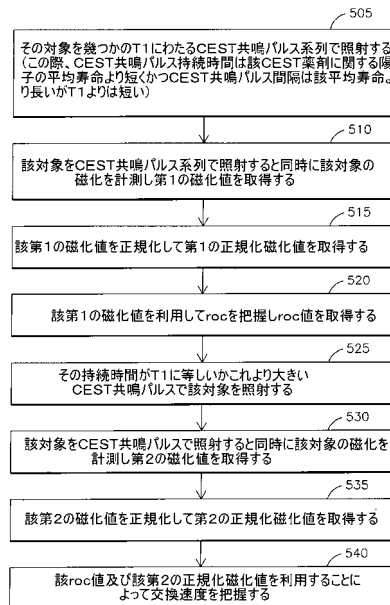 505
その対象を幾つかのT1にわたるCEST共鳴パルス系列で照射する
(この際、CEST共鳴パルス持続時間は該CEST薬剤に関する陽
子の平均寿命より短くかつCEST共鳴パルス間隔は該平均寿命よ
り長いがT1よりは短い)
510
該対象をCEST共鳴パルス系列で照射すると同時に該対象の
磁化を計測し第1の磁化値を取得する
515
該第1の磁化値を正規化して第1の正規化磁化値を取得する
520
該第1の磁化値を利用してrocを把握しroc値を取得する
525
その持続時間がT1に等しいかこれより大きい
CEST共鳴パルスで該対象を照射する
530
該対象をCEST共鳴パルスで照射すると同時に該対象の磁化を
計測し第2の磁化値を取得する
535
該第2の磁化値を正規化して第2の正規化磁化値を取得する
540
該roc値及び該第2の正規化磁化値を利用することに
よって交換速度を把握する